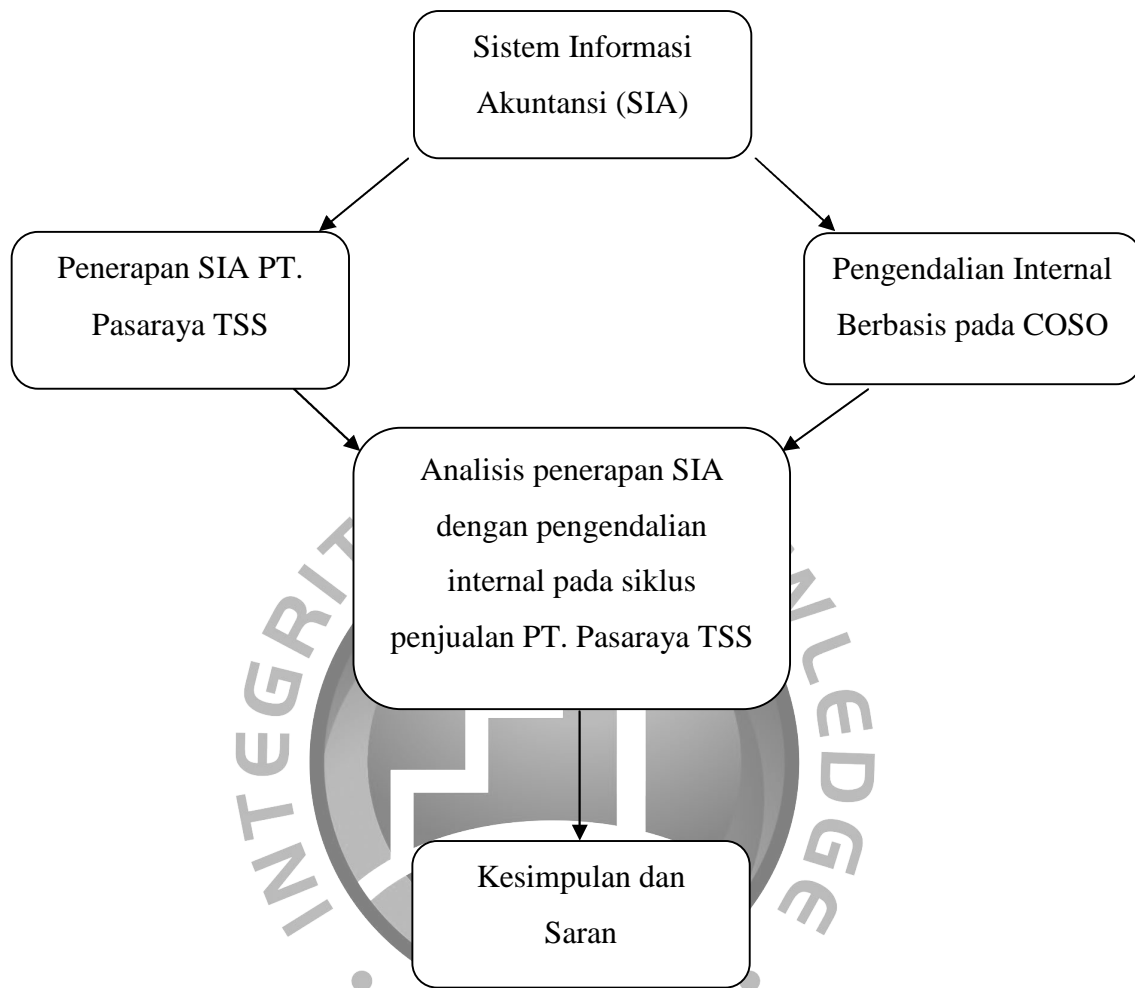 Sistem Informasi
Akuntansi (SIA)
Penerapan SIA PT.
Pasaraya TSS
Pengendalian Internal
Berbasis pada COSO
Analisis penerapan SIA
dengan pengendalian
internal pada siklus
penjualan PT. Pasaraya TSS
Kesimpulan dan
Saran